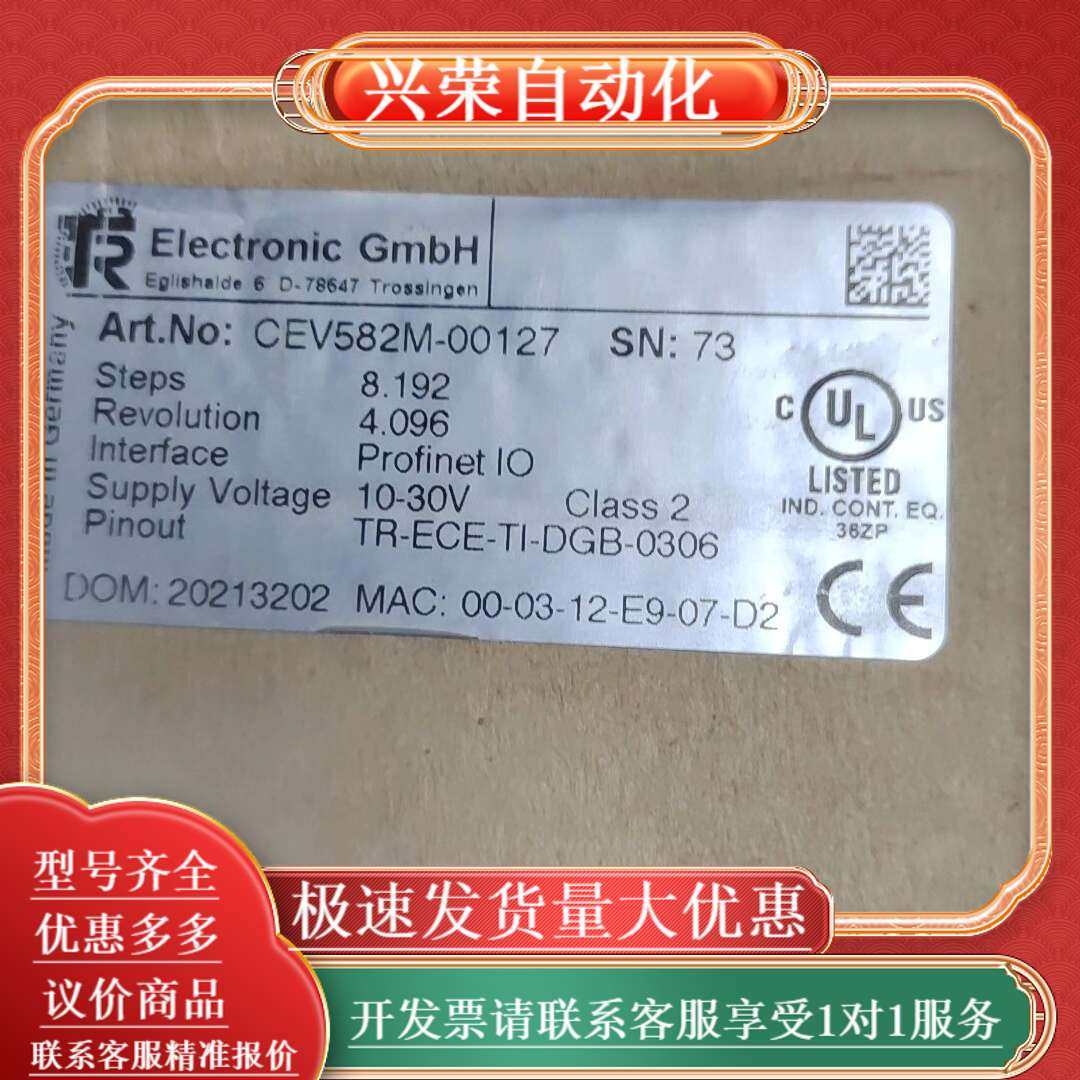 兴荣自动化
TR Electronic GmbH
Eglishalde 6 D-78647 Trossingen
Art.No: CEV582M-00127 SN: 73
Steps 8.192
Revolution 4.096
Interface Profinet IO
Supply Voltage 10-30V Class 2
Pinout TR-ECE-TI-DGB-0306
DOM: 20213202 MAC: 00-03-12-E9-07-D2
Made in Germany
C UL US
LISTED
IND. CONT. EQ.
36ZP
CE
型号齐全
优惠多多
议价商品
联系客服精准报价
极速发货量大优惠
开发票请联系客服享受1对1服务